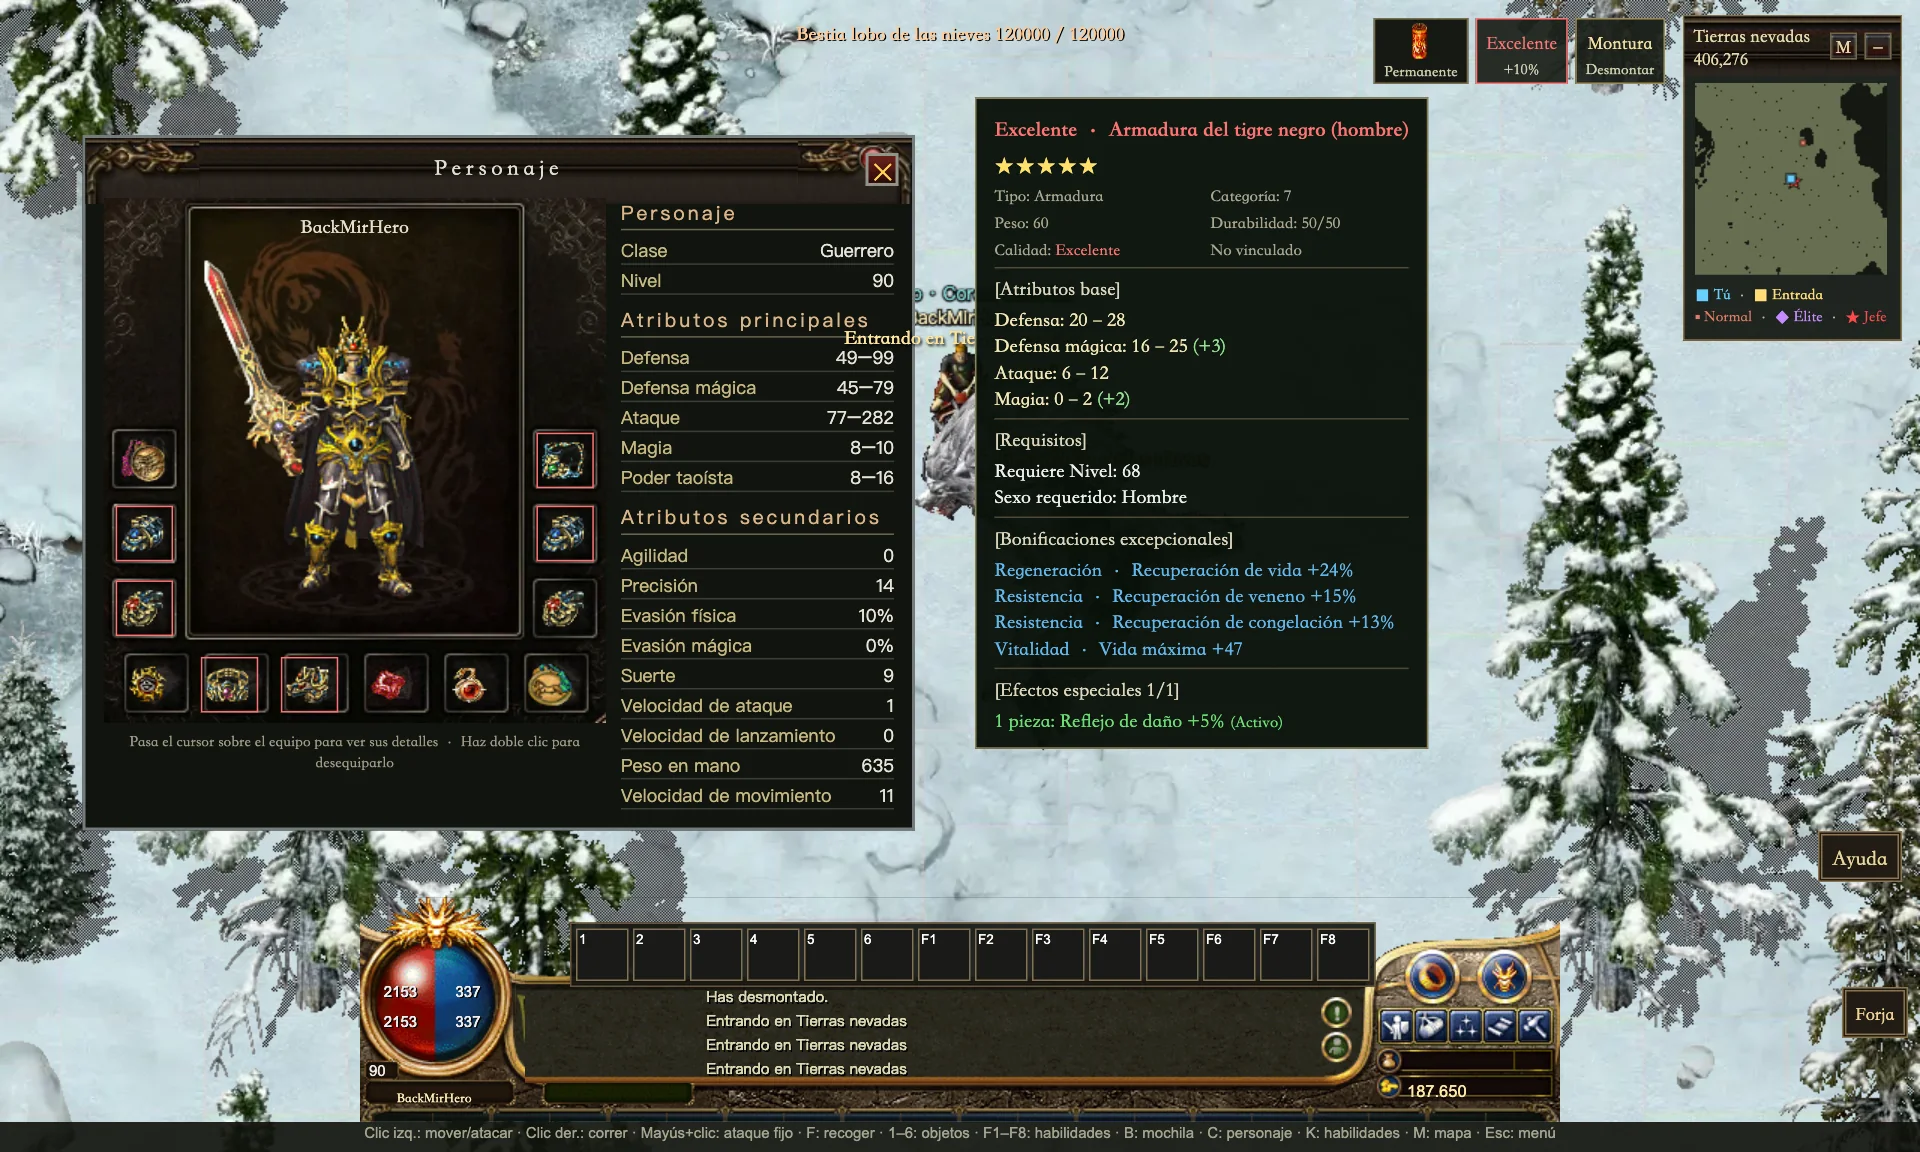 Bestia lobo de las nieves 120000 / 120000
Permanente
Excelente
+10%
Montura
Desmontar
Tierras nevadas
406,276
M
–
Tú · Entrada
Normal · Élite · Jefe
Personaje
BackMirHero
Personaje
Clase Guerrero
Nivel 90
Atributos principales
Defensa 49–99
Defensa mágica 45–79
Ataque 77–282
Magia 8–10
Poder taoísta 8–16
Atributos secundarios
Agilidad 0
Precisión 14
Evasión física 10%
Evasión mágica 0%
Suerte 9
Velocidad de ataque 1
Velocidad de lanzamiento 0
Peso en mano 635
Velocidad de movimiento 11
Pasa el cursor sobre el equipo para ver sus detalles · Haz doble clic para
desequiparlo
Entrando en Tie
Excelente · Armadura del tigre negro (hombre)
★★★★★
Tipo: Armadura Categoría: 7
Peso: 60 Durabilidad: 50/50
Calidad: Excelente No vinculado
[Atributos base]
Defensa: 20 – 28
Defensa mágica: 16 – 25 (+3)
Ataque: 6 – 12
Magia: 0 – 2 (+2)
[Requisitos]
Requiere Nivel: 68
Sexo requerido: Hombre
[Bonificaciones excepcionales]
Regeneración · Recuperación de vida +24%
Resistencia · Recuperación de veneno +15%
Resistencia · Recuperación de congelación +13%
Vitalidad · Vida máxima +47
[Efectos especiales 1/1]
1 pieza: Reflejo de daño +5% (Activo)
Ayuda
Forja
1 2 3 4 5 6 F1 F2 F3 F4 F5 F6 F7 F8
2153 337
2153 337
90
BackMirHero
Has desmontado.
Entrando en Tierras nevadas
Entrando en Tierras nevadas
Entrando en Tierras nevadas
187.650
Clic izq.: mover/atacar · Clic der.: correr · Mayús+clic: ataque fijo · F: recoger · 1–6: objetos · F1–F8: habilidades · B: mochila · C: personaje · K: habilidades · M: mapa · Esc: menú